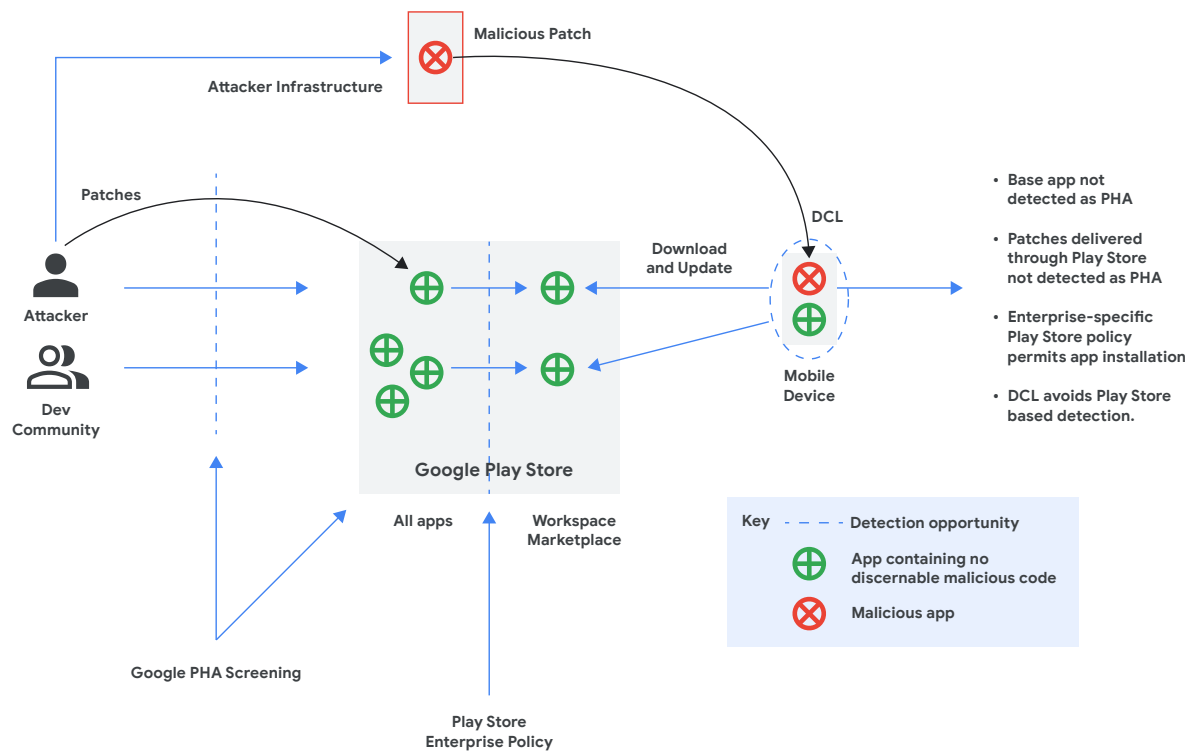 Malicious Patch
Attacker Infrastructure
Patches
DCL
Download
and Update
Attacker
Dev
Community
Mobile
Device
• Base app not
detected as PHA
• Patches delivered
through Play Store
not detected as PHA
• Enterprise-specific
Play Store policy
permits app installation
• DCL avoids Play Store
based detection.
Google Play Store
All apps
Workspace
Marketplace
Google PHA Screening
Play Store
Enterprise Policy
Key
Detection opportunity
App containing no
discernable malicious code
Malicious app